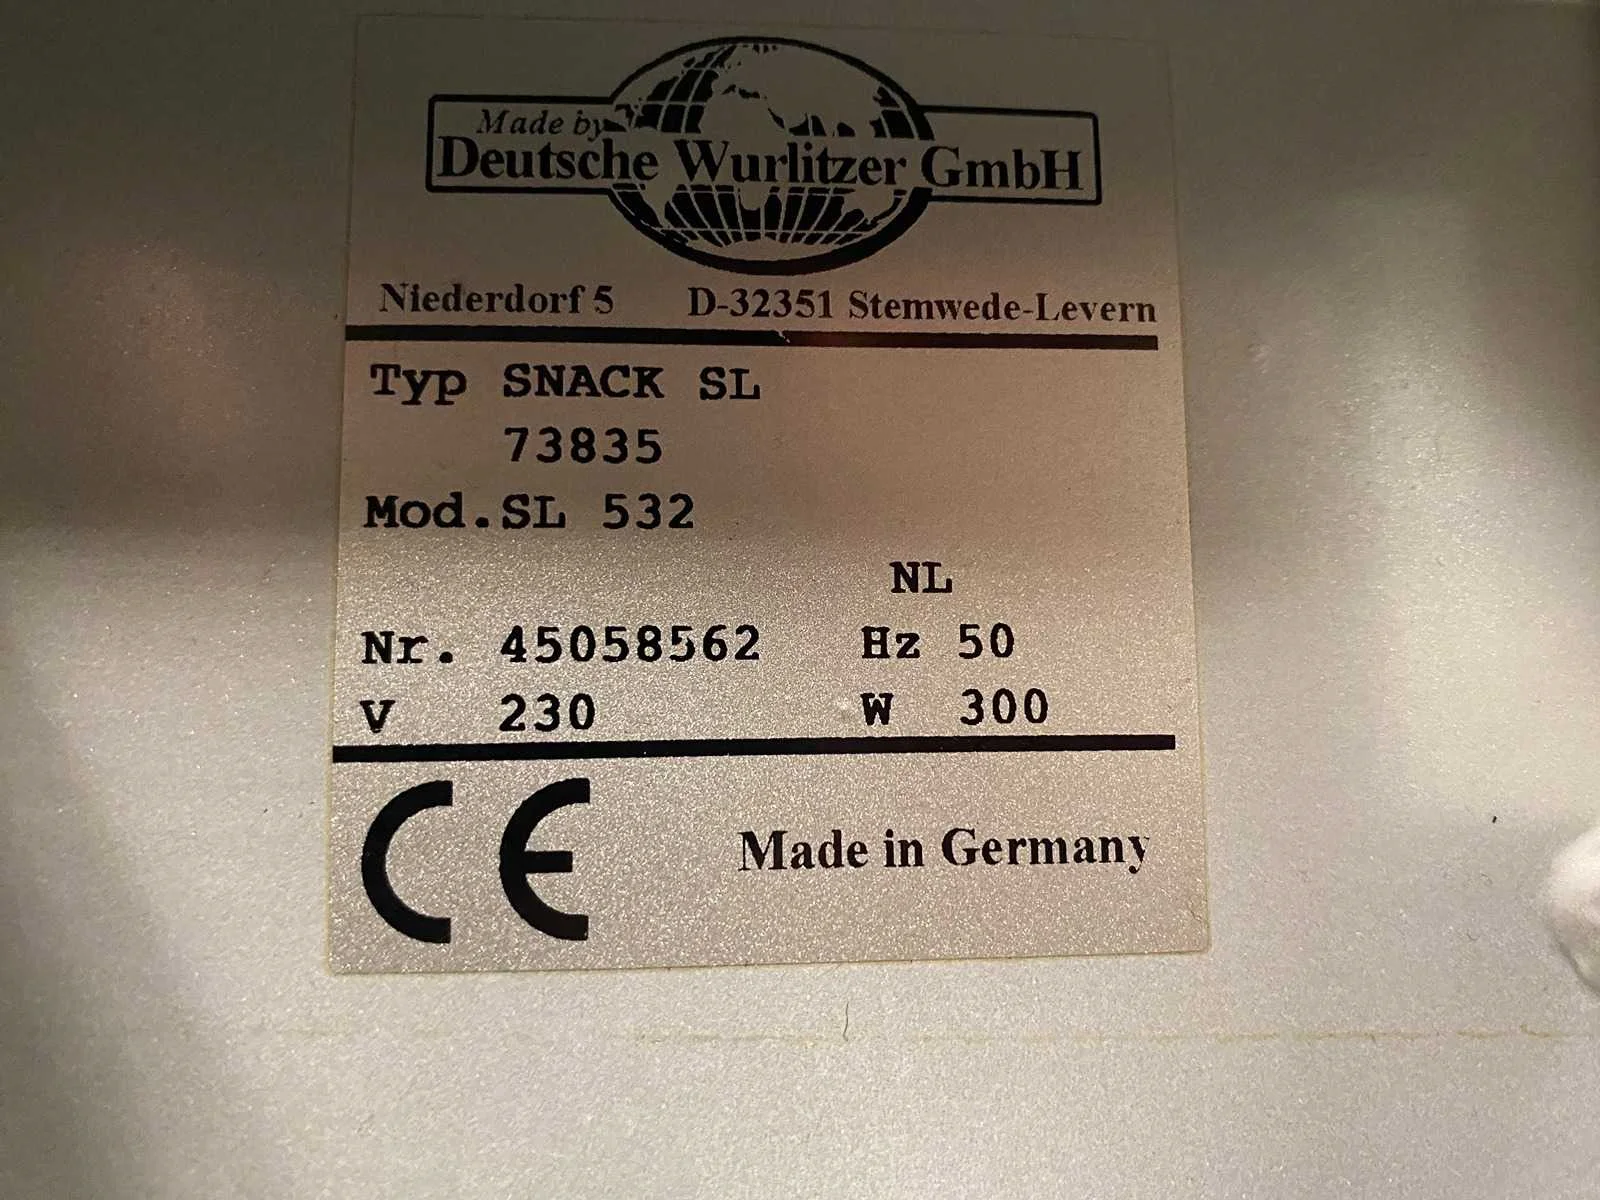 Made by
Deutsche Wurlitzer GmbH
Niederdorf 5 D-32351 Stemwede-Levern
Typ SNACK SL
73835
Mod.SL 532
NL
Nr. 45058562 Hz 50
V 230 W 300
CE Made in Germany